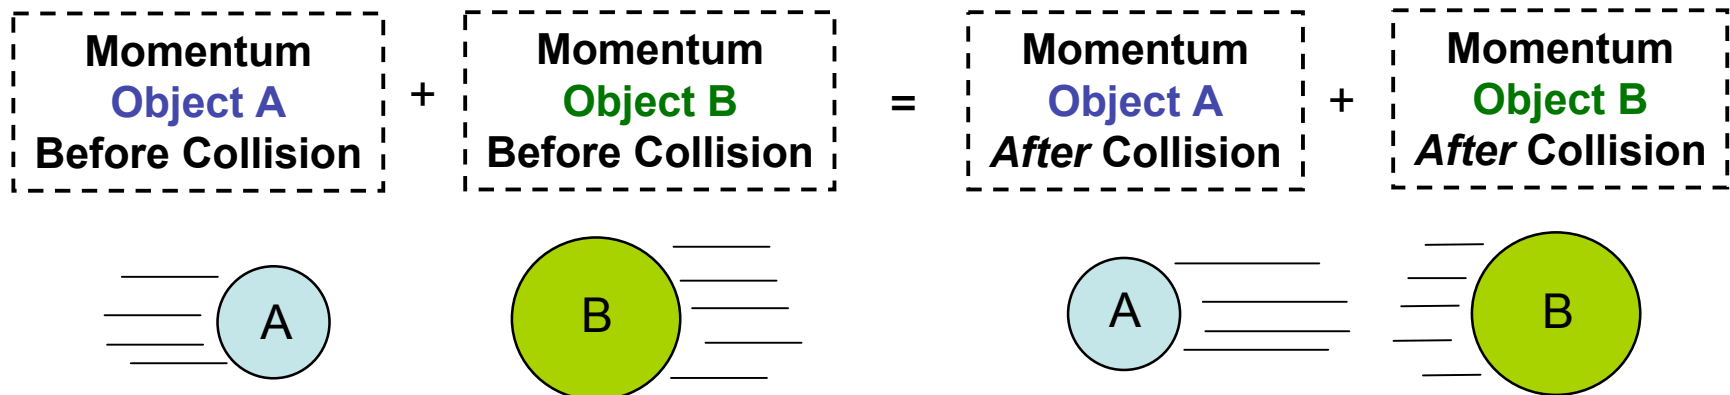 Momentum
Object A
Before Collision
+
Momentum
Object B
Before Collision
=
Momentum
Object A
After Collision
+
Momentum
Object B
After Collision
A
B
A
B